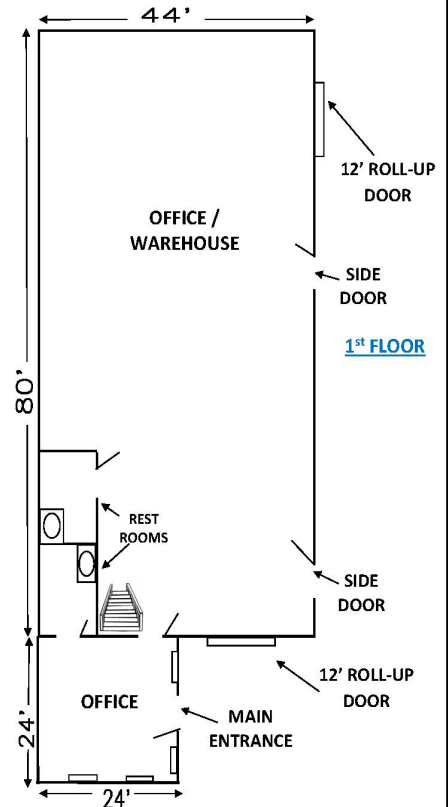 44'
12' ROLL-UP
DOOR
OFFICE /
WAREHOUSE
SIDE
DOOR
1st FLOOR
80'
REST
ROOMS
SIDE
DOOR
12' ROLL-UP
DOOR
OFFICE
MAIN
ENTRANCE
24'
24'